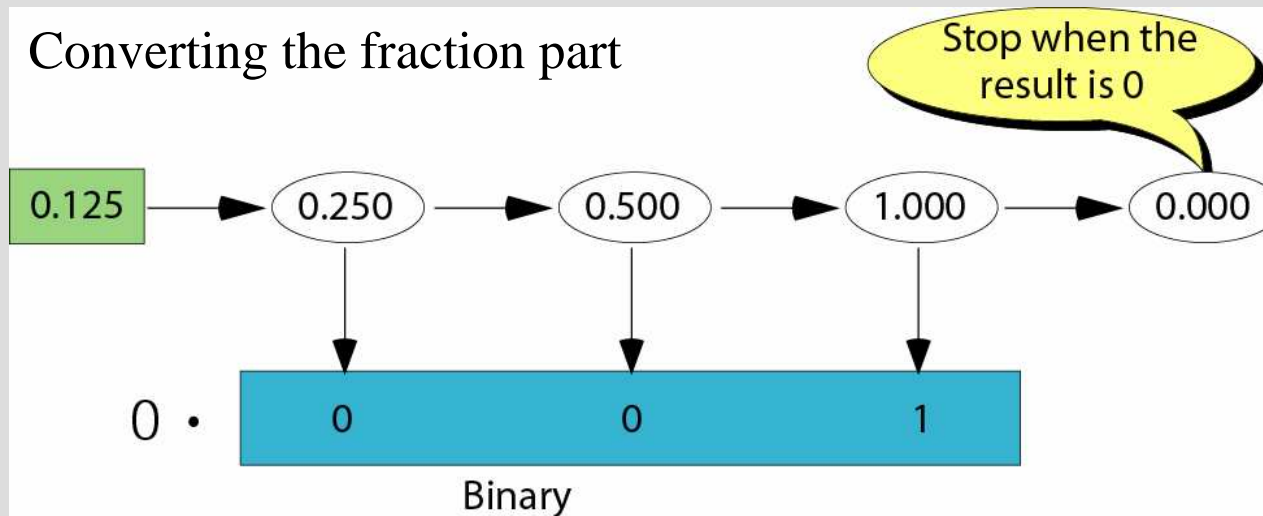 Converting the fraction part
Stop when the
result is 0
0.125 0.250 0.500 1.000 0.000
0 • 0 0 1
Binary